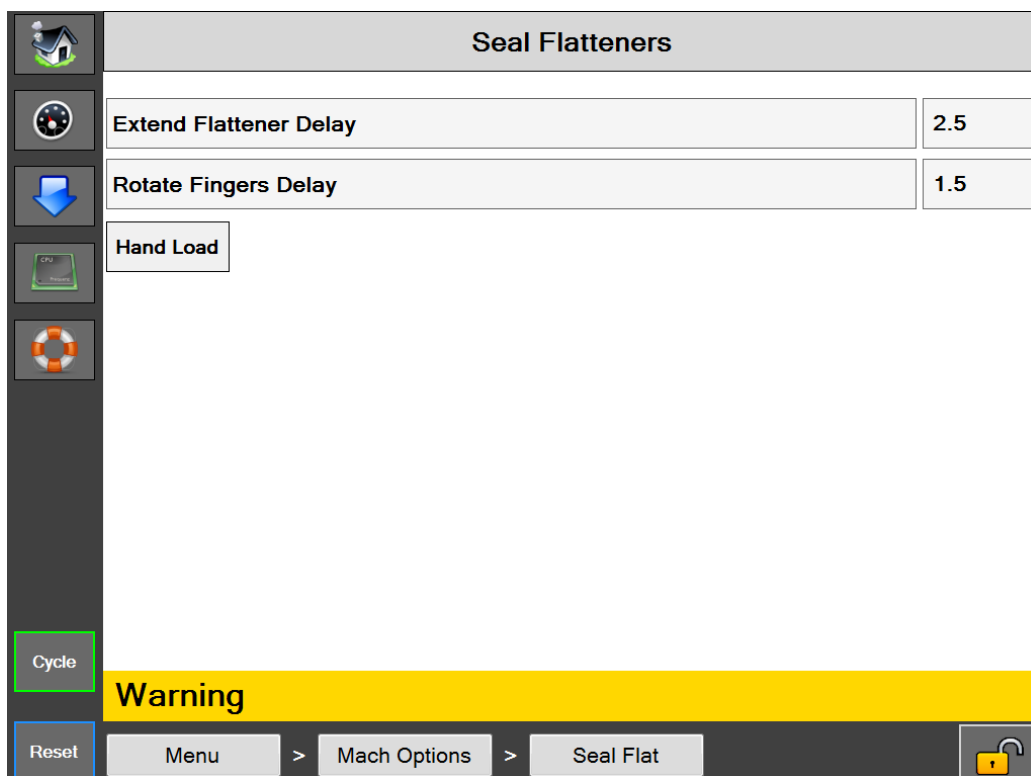 Seal Flatteners
Extend Flattener Delay 2.5
Rotate Fingers Delay 1.5
Hand Load
CPU
Cycle
Warning
Reset
Menu > Mach Options > Seal Flat